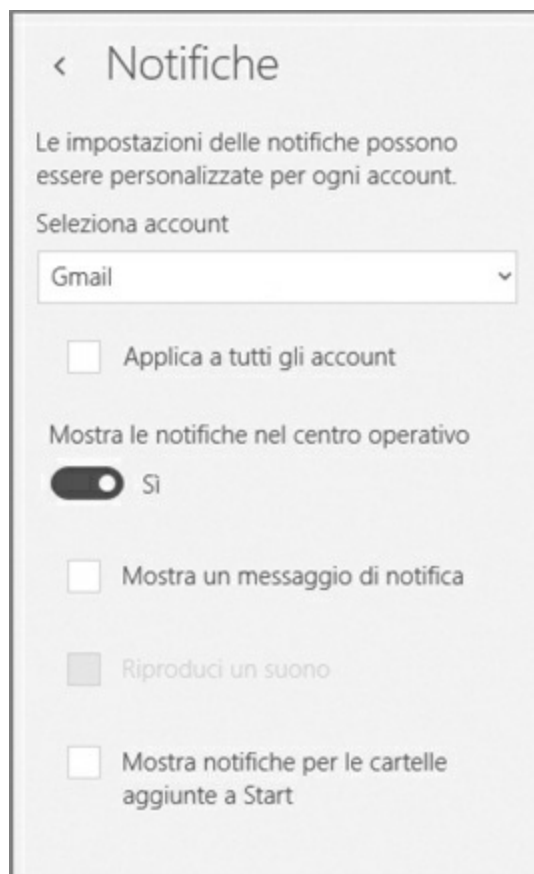 Notifiche
Le impostazioni delle notifiche possono
essere personalizzate per ogni account.
Seleziona account
Gmail
Applica a tutti gli account
Mostra le notifiche nel centro operativo
Sì
Mostra un messaggio di notifica
Riproduci un suono
Mostra notifiche per le cartelle
aggiunte a Start